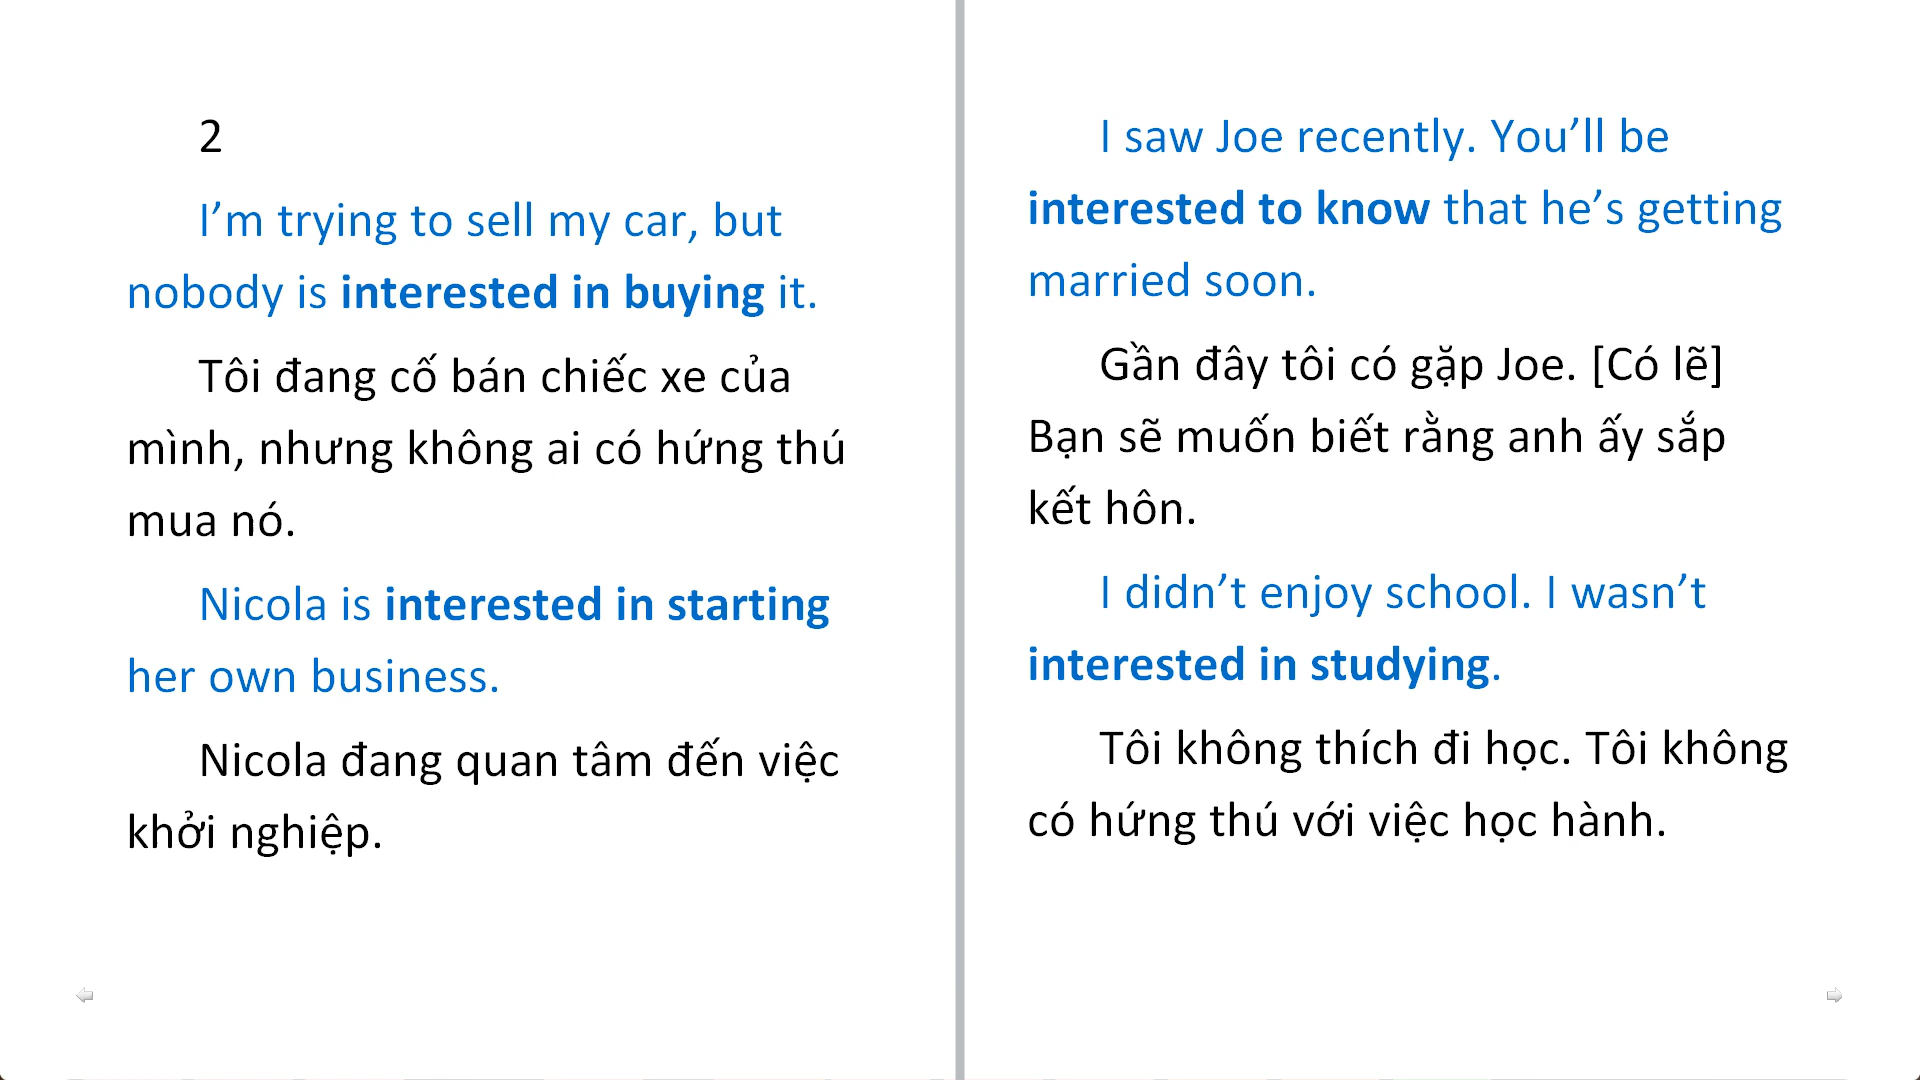 2
I’m trying to sell my car, but
nobody is interested in buying it.
Tôi đang cố bán chiếc xe của
mình, nhưng không ai có hứng thú
mua nó.
Nicola is interested in starting
her own business.
Nicola đang quan tâm đến việc
khởi nghiệp.
I saw Joe recently. You’ll be
interested to know that he’s getting
married soon.
Gần đây tôi có gặp Joe. [Có lẽ]
Bạn sẽ muốn biết rằng anh ấy sắp
kết hôn.
I didn’t enjoy school. I wasn’t
interested in studying.
Tôi không thích đi học. Tôi không
có hứng thú với việc học hành.